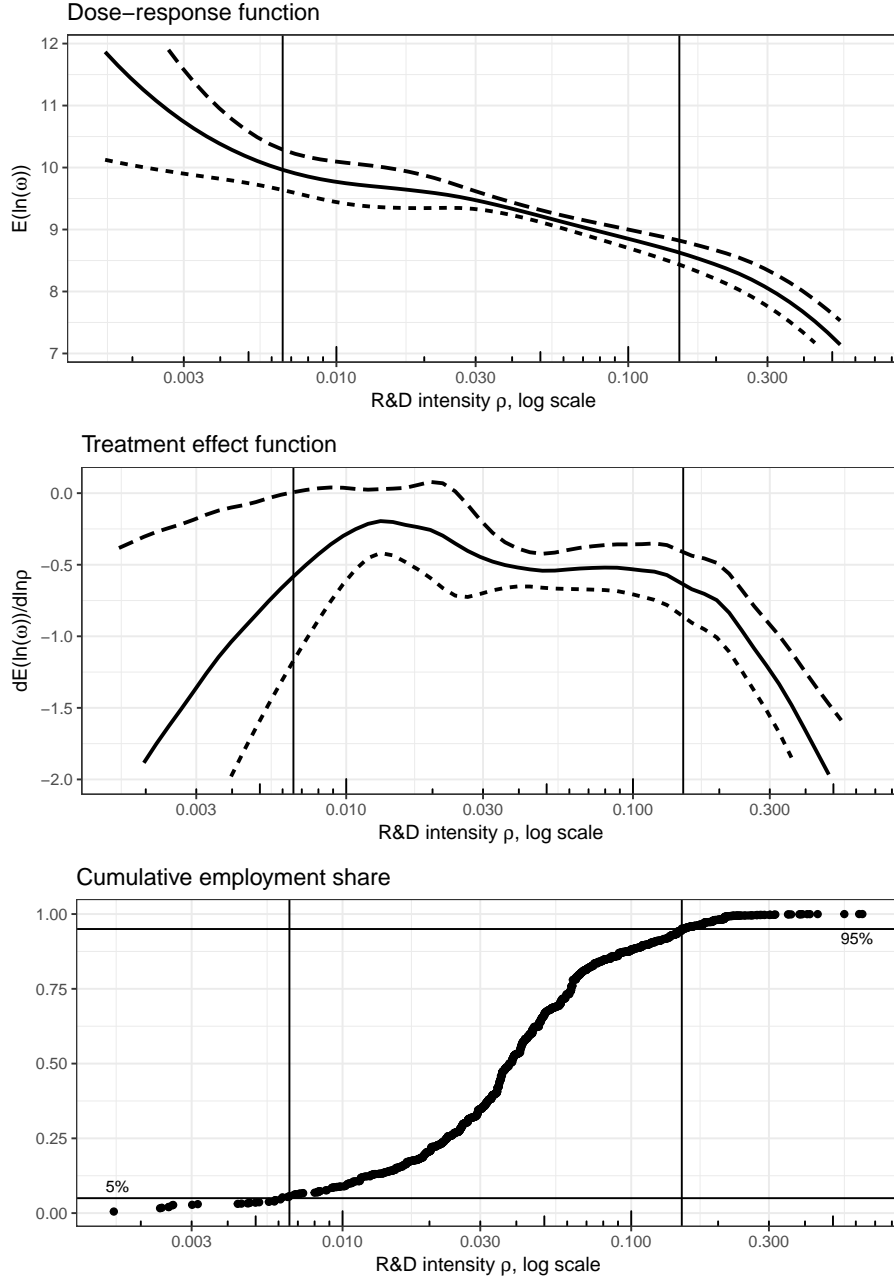 Dose−response function
12
11
10
9
8
7
E(ln(ω))
0.003 0.010 0.030 0.100 0.300
R&D intensity ρ, log scale
Treatment effect function
0.0
−0.5
−1.0
−1.5
−2.0
dE(ln(ω))/dlnρ
0.003 0.010 0.030 0.100 0.300
R&D intensity ρ, log scale
Cumulative employment share
1.00
95%
0.75
0.50
0.25
5%
0.00
0.003 0.010 0.030 0.100 0.300
R&D intensity ρ, log scale